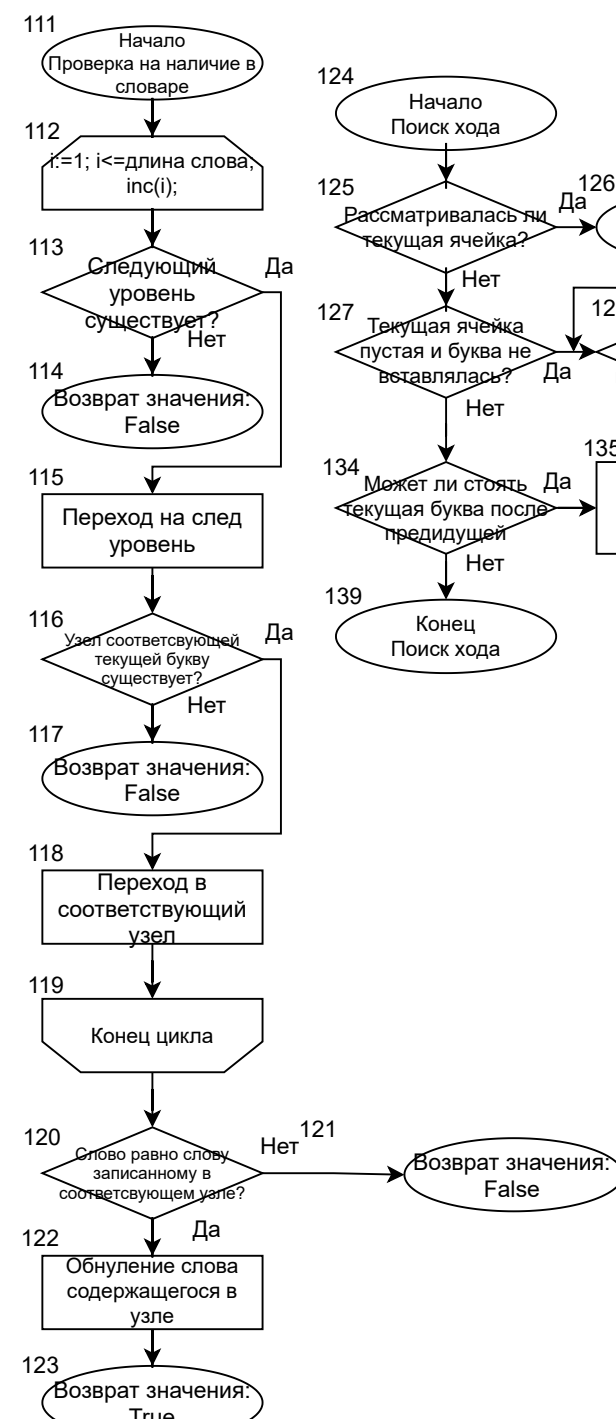 111
Начало
Проверка на наличие в
словаре
112
i:=1; i<=длина слова,
inc(i);
113
Следующий
уровень
существует?
Да
Нет
114
Возврат значения:
False
115
Переход на след
уровень
116
Узел соответсвующей
текущей букву
существует?
Да
Нет
117
Возврат значения:
False
118
Переход в
соответствующий
узел
119
Конец цикла
120
Слово равно слову
записанному в
соответсвующем узле?
Нет
121
Возврат значения:
False
Да
122
Обнуление слова
содержащегося в
узле
123
Возврат значения:
True
124
Начало
Поиск хода
125
Рассматривалась ли
текущая ячейка?
Да
126
Нет
127
Текущая ячейка
пустая и буква не
вставлялась?
Да
Нет
134
Может ли стоять
текущая буква после
предидущей
Да
135
Нет
139
Конец
Поиск хода